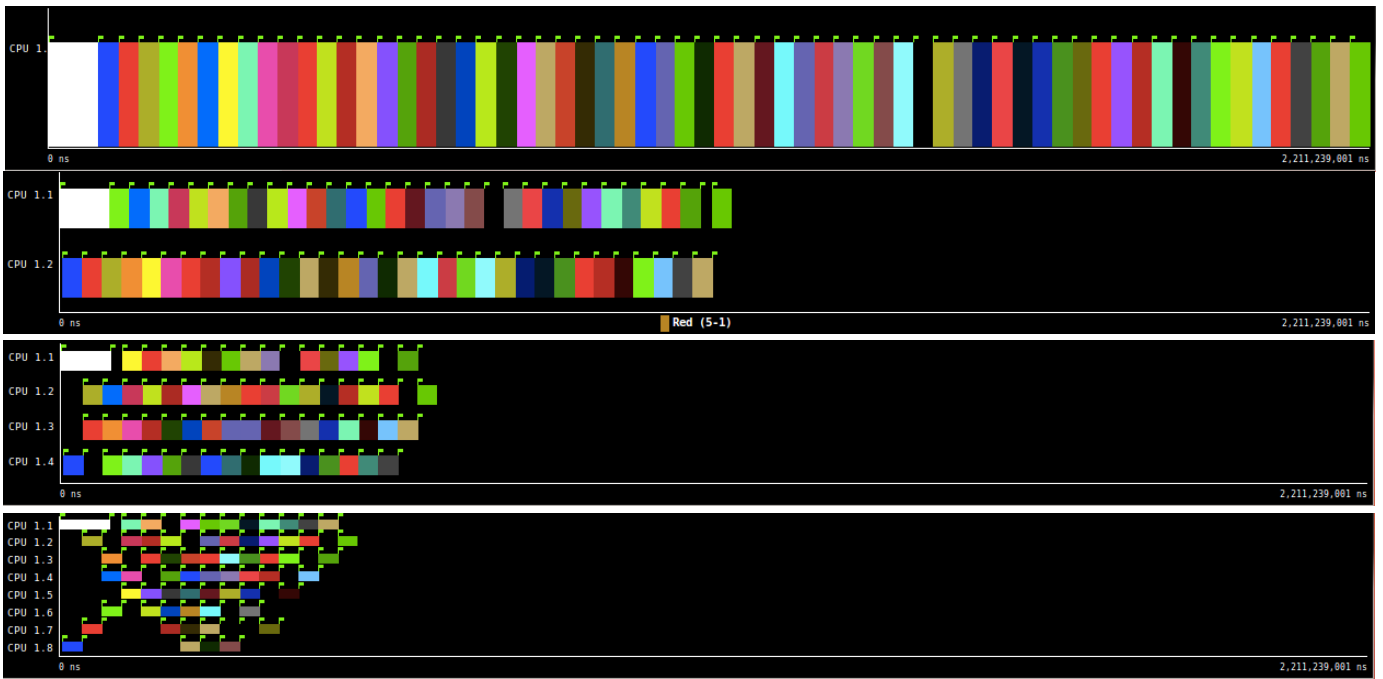 CPU 1.
0 ns 2,211,239,001 ns
CPU 1.1
CPU 1.2
0 ns Red (5-1) 2,211,239,001 ns
CPU 1.1
CPU 1.2
CPU 1.3
CPU 1.4
0 ns 2,211,239,001 ns
CPU 1.1
CPU 1.2
CPU 1.3
CPU 1.4
CPU 1.5
CPU 1.6
CPU 1.7
CPU 1.8
0 ns 2,211,239,001 ns